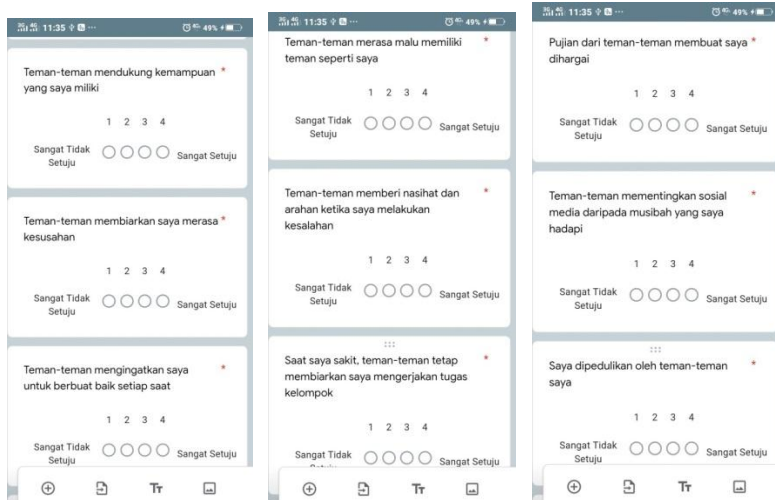 11:35
49%
Teman-teman mendukung kemampuan *
yang saya miliki
1 2 3 4
Sangat Tidak
Setuju
Sangat Setuju
Teman-teman membiarkan saya merasa *
kesusahan
1 2 3 4
Sangat Tidak
Setuju
Sangat Setuju
Teman-teman mengingatkan saya *
untuk berbuat baik setiap saat
1 2 3 4
Sangat Tidak
Setuju
Sangat Setuju
Tт
11:35
49%
Teman-teman merasa malu memiliki *
teman seperti saya
1 2 3 4
Sangat Tidak
Setuju
Sangat Setuju
Teman-teman memberi nasihat dan *
arahan ketika saya melakukan
kesalahan
1 2 3 4
Sangat Tidak
Setuju
Sangat Setuju
Saat saya sakit, teman-teman tetap *
membiarkan saya mengerjakan tugas
kelompok
1 2 3 4
Sangat Tidak
Sangat Setuju
Tт
11:35
49%
Pujian dari teman-teman membuat saya *
dihargai
1 2 3 4
Sangat Tidak
Setuju
Sangat Setuju
Teman-teman mementingkan sosial *
media daripada musibah yang saya
hadapi
1 2 3 4
Sangat Tidak
Setuju
Sangat Setuju
Saya dipedulikan oleh teman-teman *
saya
1 2 3 4
Sangat Tidak
Setuju
Sangat Setuju
Tт